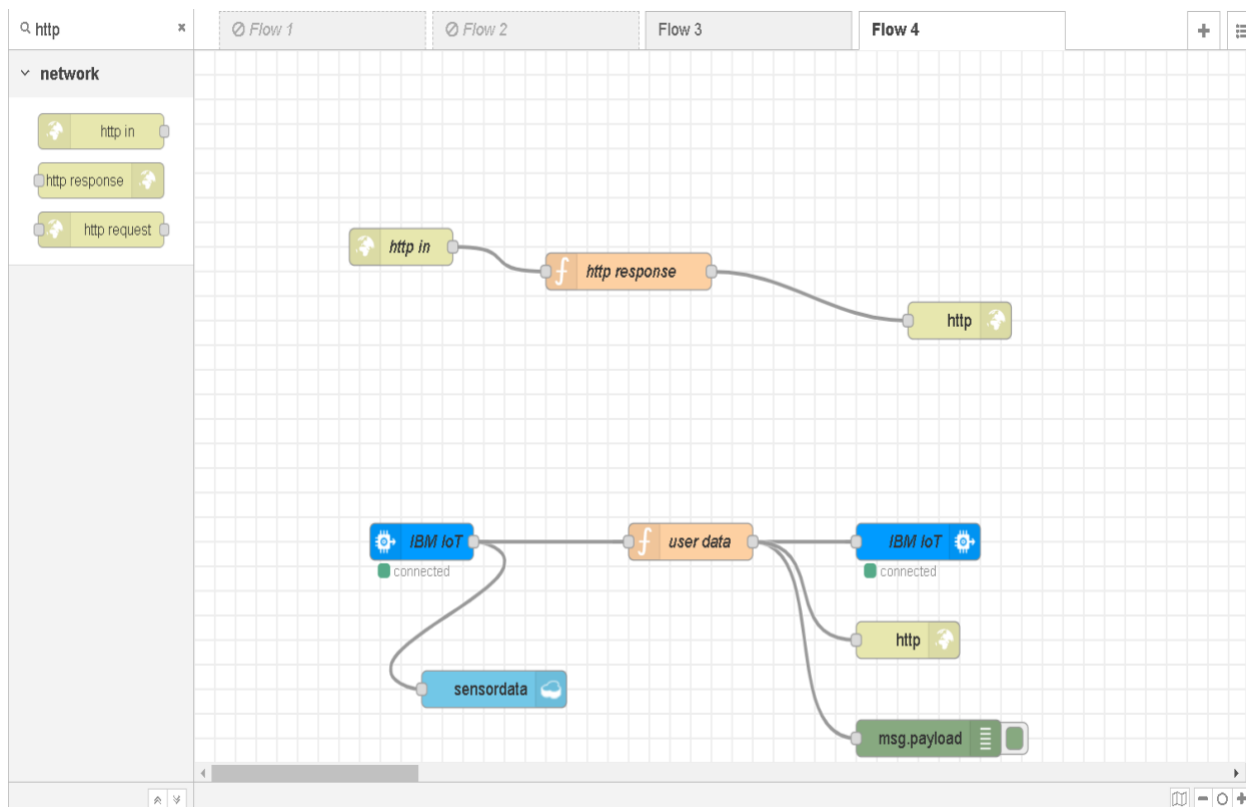 http
Flow 1
Flow 2
Flow 3
Flow 4
network
http in
http response
http request
http in
http response
http
IBM IoT
connected
user data
IBM IoT
connected
http
sensordata
msg.payload